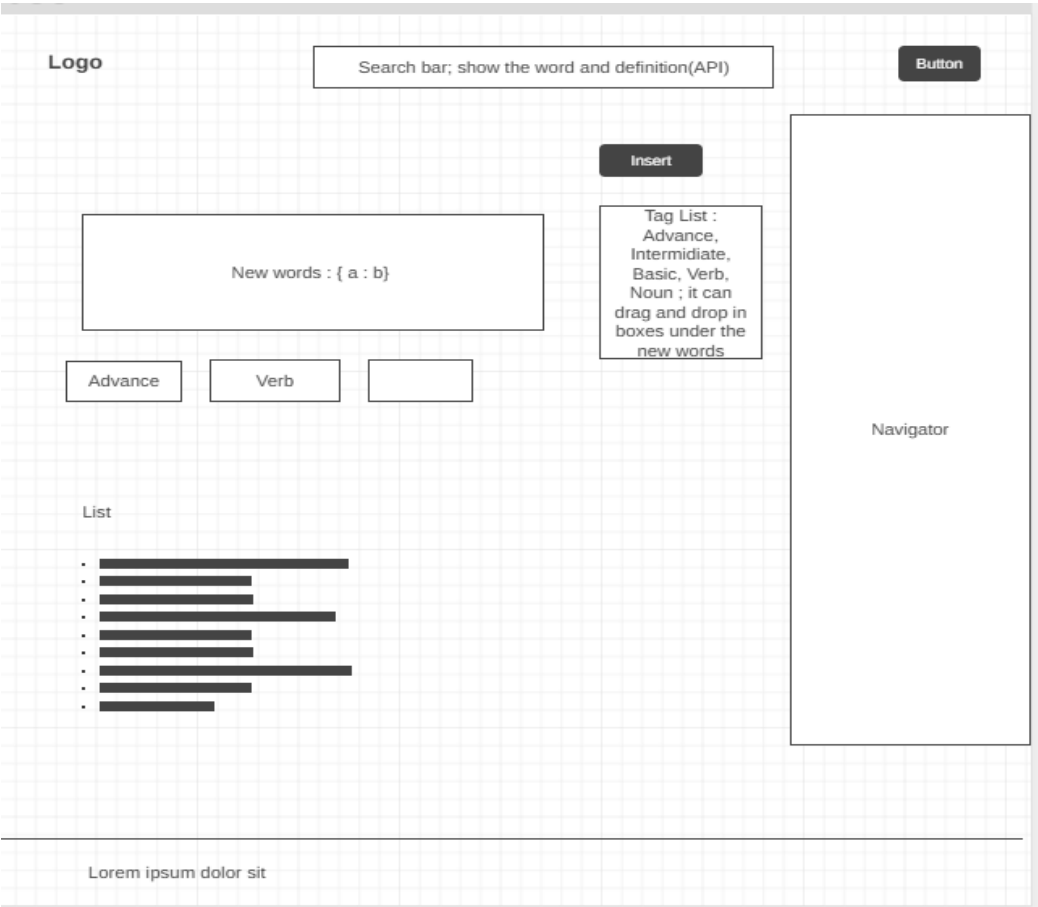 Logo
Search bar; show the word and definition(API)
Button
Insert
New words : { a : b}
Tag List :
Advance,
Intermidiate,
Basic, Verb,
Noun ; it can
drag and drop in
boxes under the
new words
Advance
Verb
Navigator
List
Lorem ipsum dolor sit